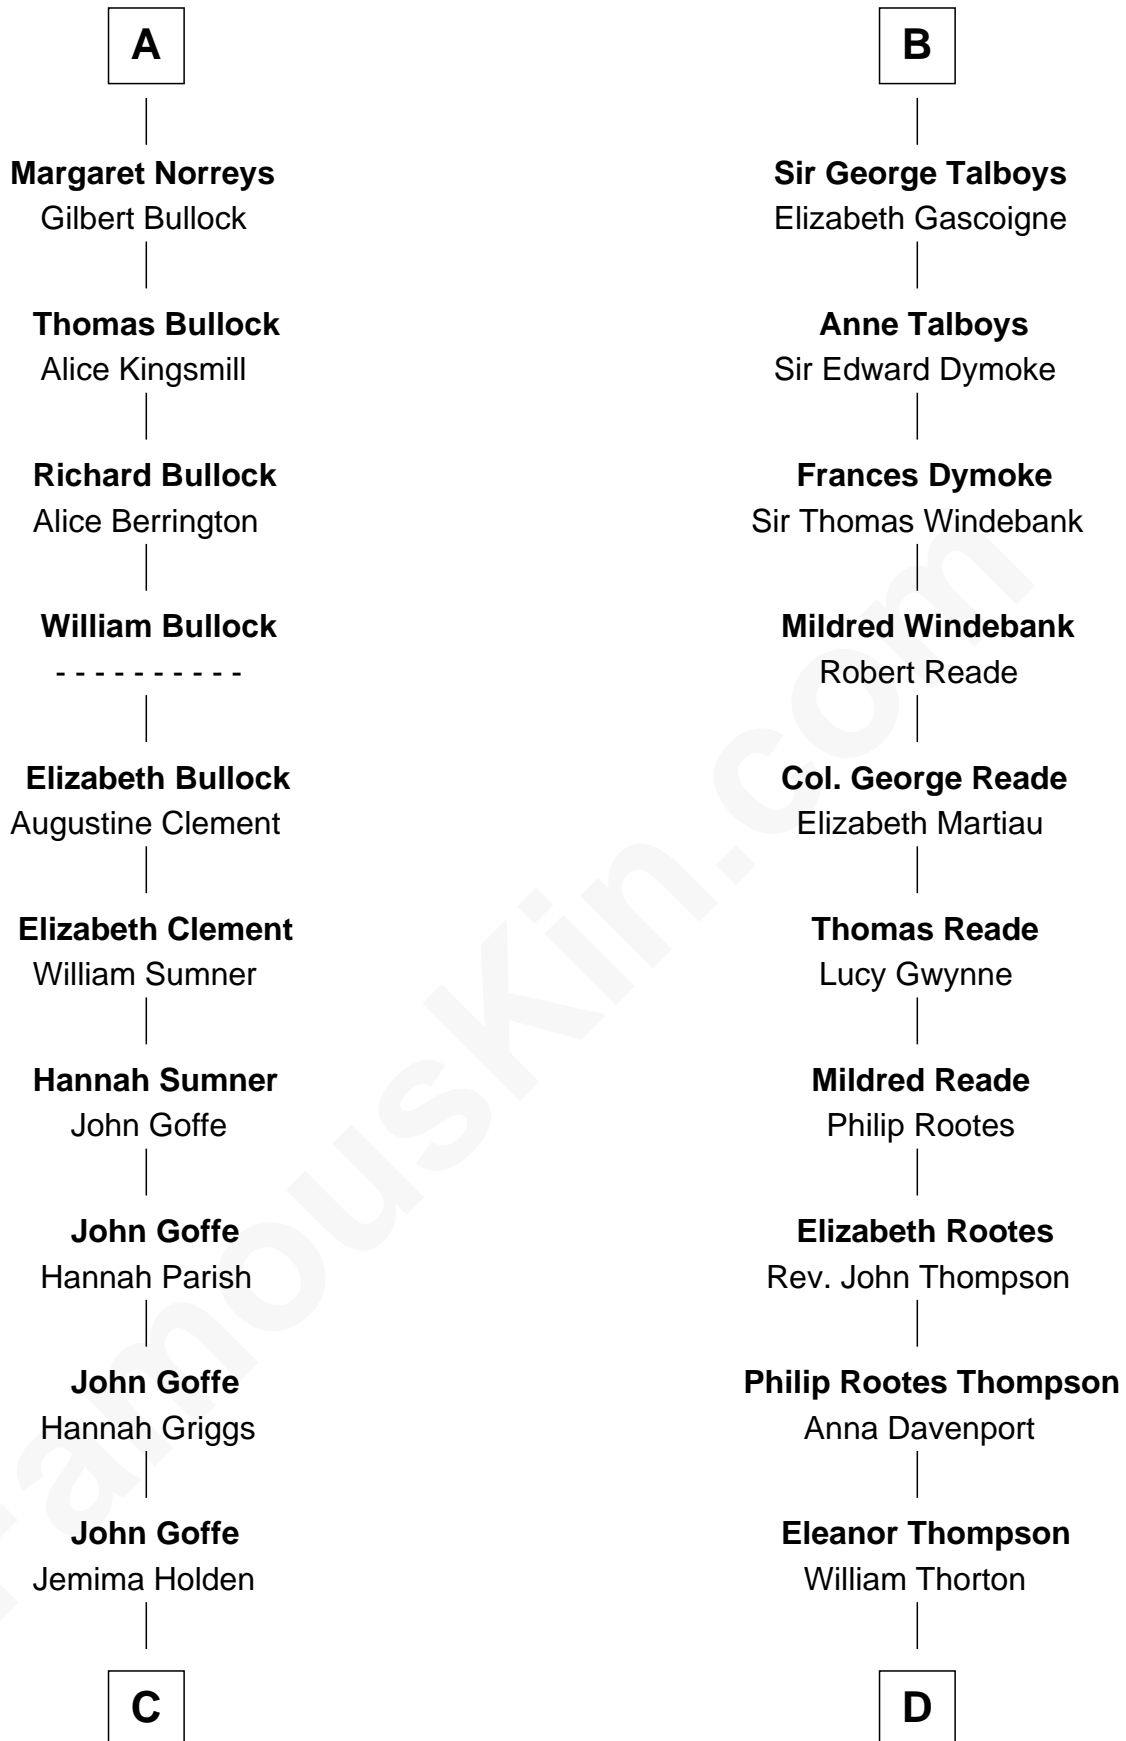 A
Margaret Norreys
Gilbert Bullock
Thomas Bullock
Alice Kingsmill
Richard Bullock
Alice Berrington
William Bullock
- - - - - - - - - -
Elizabeth Bullock
Augustine Clement
Elizabeth Clement
William Sumner
Hannah Sumner
John Goffe
John Goffe
Hannah Parish
John Goffe
Hannah Griggs
John Goffe
Jemima Holden
C
B
Sir George Talboys
Elizabeth Gascoigne
Anne Talboys
Sir Edward Dymoke
Frances Dymoke
Sir Thomas Windebank
Mildred Windebank
Robert Reade
Col. George Reade
Elizabeth Martiau
Thomas Reade
Lucy Gwynne
Mildred Reade
Philip Rootes
Elizabeth Rootes
Rev. John Thompson
Philip Rootes Thompson
Anna Davenport
Eleanor Thompson
William Thorton
D
FamousKin.com